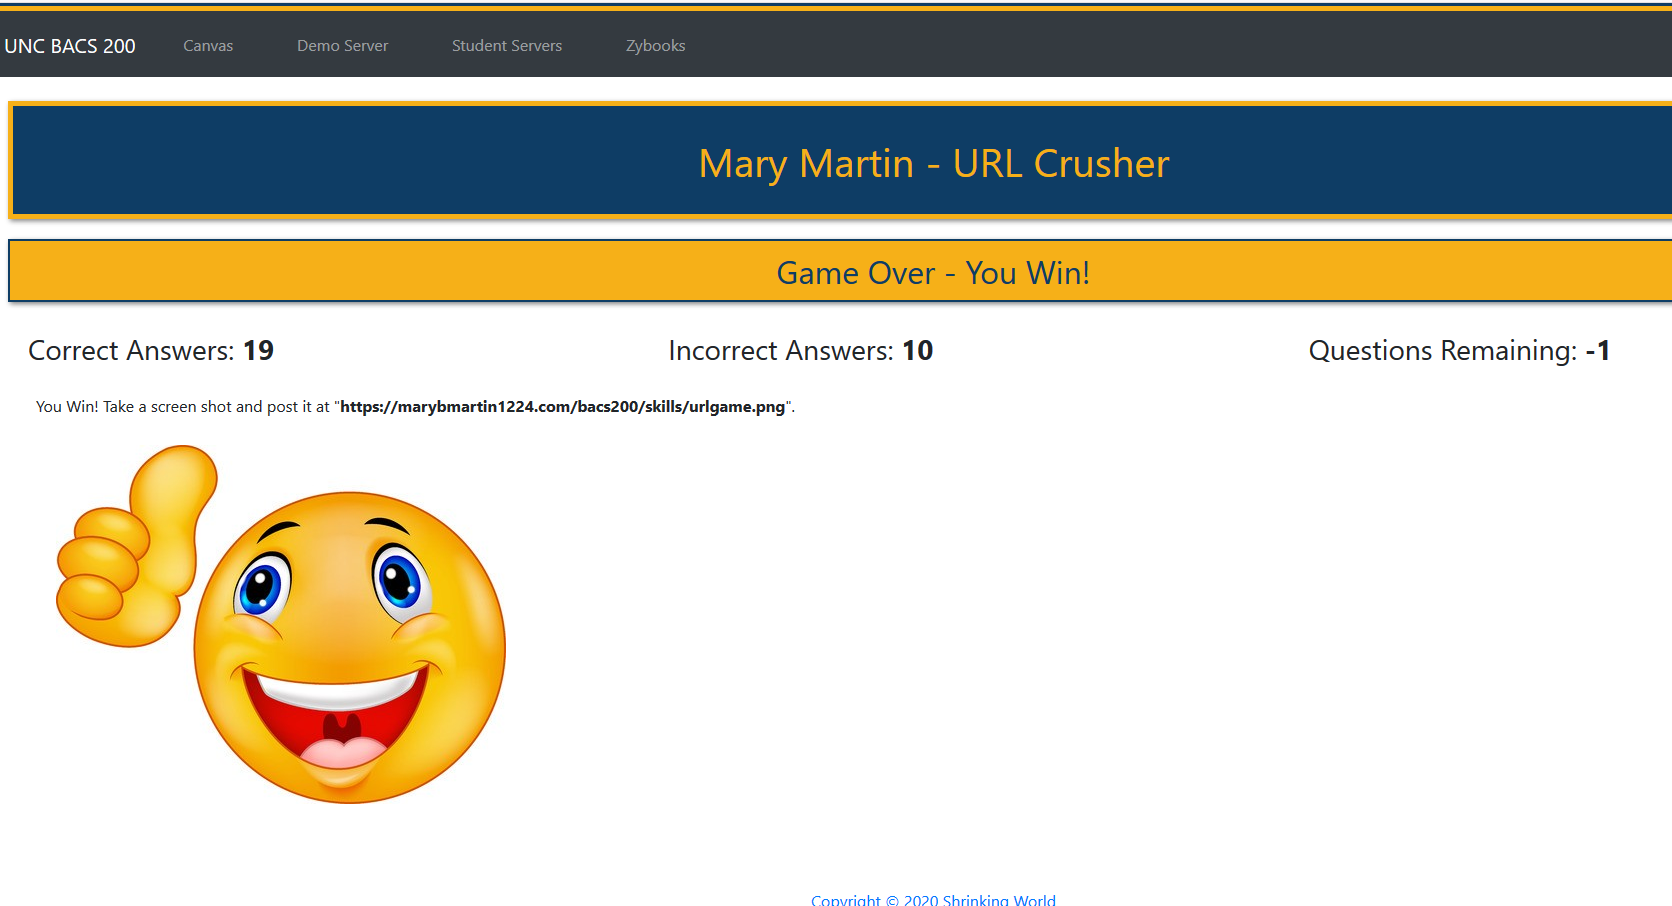 UNC BACS 200 Canvas Demo Server Student Servers Zybooks
Mary Martin - URL Crusher
Game Over - You Win!
Correct Answers: 19 Incorrect Answers: 10 Questions Remaining: -1
You Win! Take a screen shot and post it at "https://marybmartin1224.com/bacs200/skills/urlgame.png".
Copyright © 2020 Shrinking World